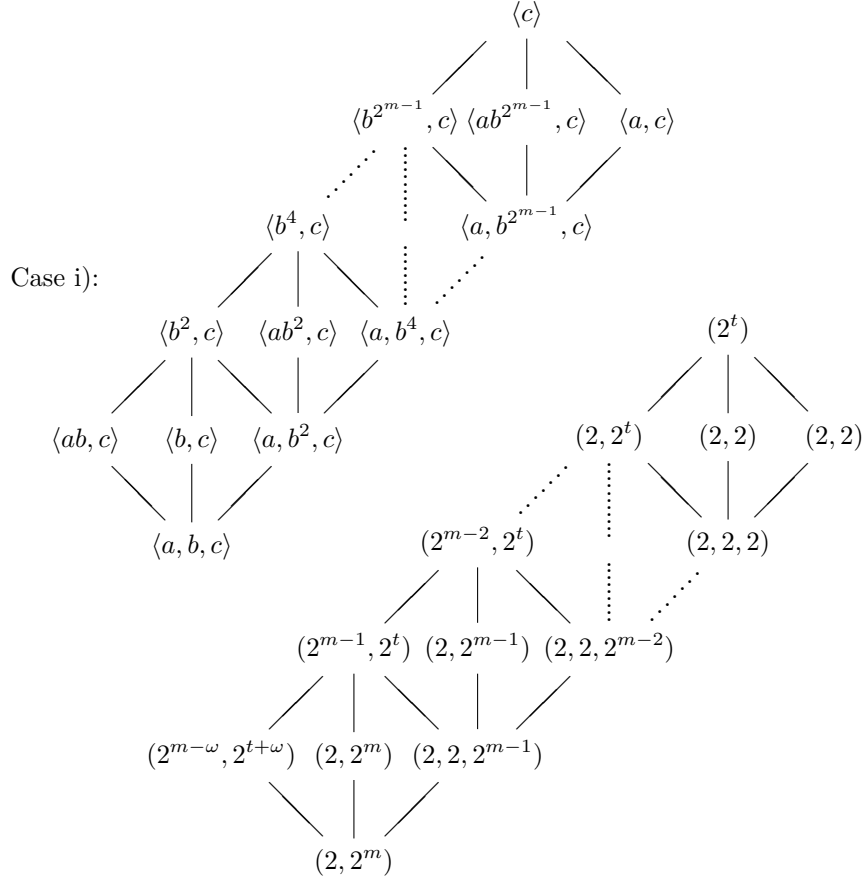 ⟨c⟩
⟨b^{2^{m−1}}, c⟩ ⟨ab^{2^{m−1}}, c⟩ ⟨a, c⟩
⟨b^4, c⟩ ⟨a, b^{2^{m−1}}, c⟩
Case i):
⟨b^2, c⟩ ⟨ab^2, c⟩ ⟨a, b^4, c⟩ (2^t)
⟨ab, c⟩ ⟨b, c⟩ ⟨a, b^2, c⟩ (2, 2^t) (2, 2) (2, 2)
⟨a, b, c⟩ (2^{m−2}, 2^t) (2, 2, 2)
(2^{m−1}, 2^t) (2, 2^{m−1}) (2, 2, 2^{m−2})
(2^{m−ω}, 2^{t+ω}) (2, 2^m) (2, 2, 2^{m−1})
(2, 2^m)